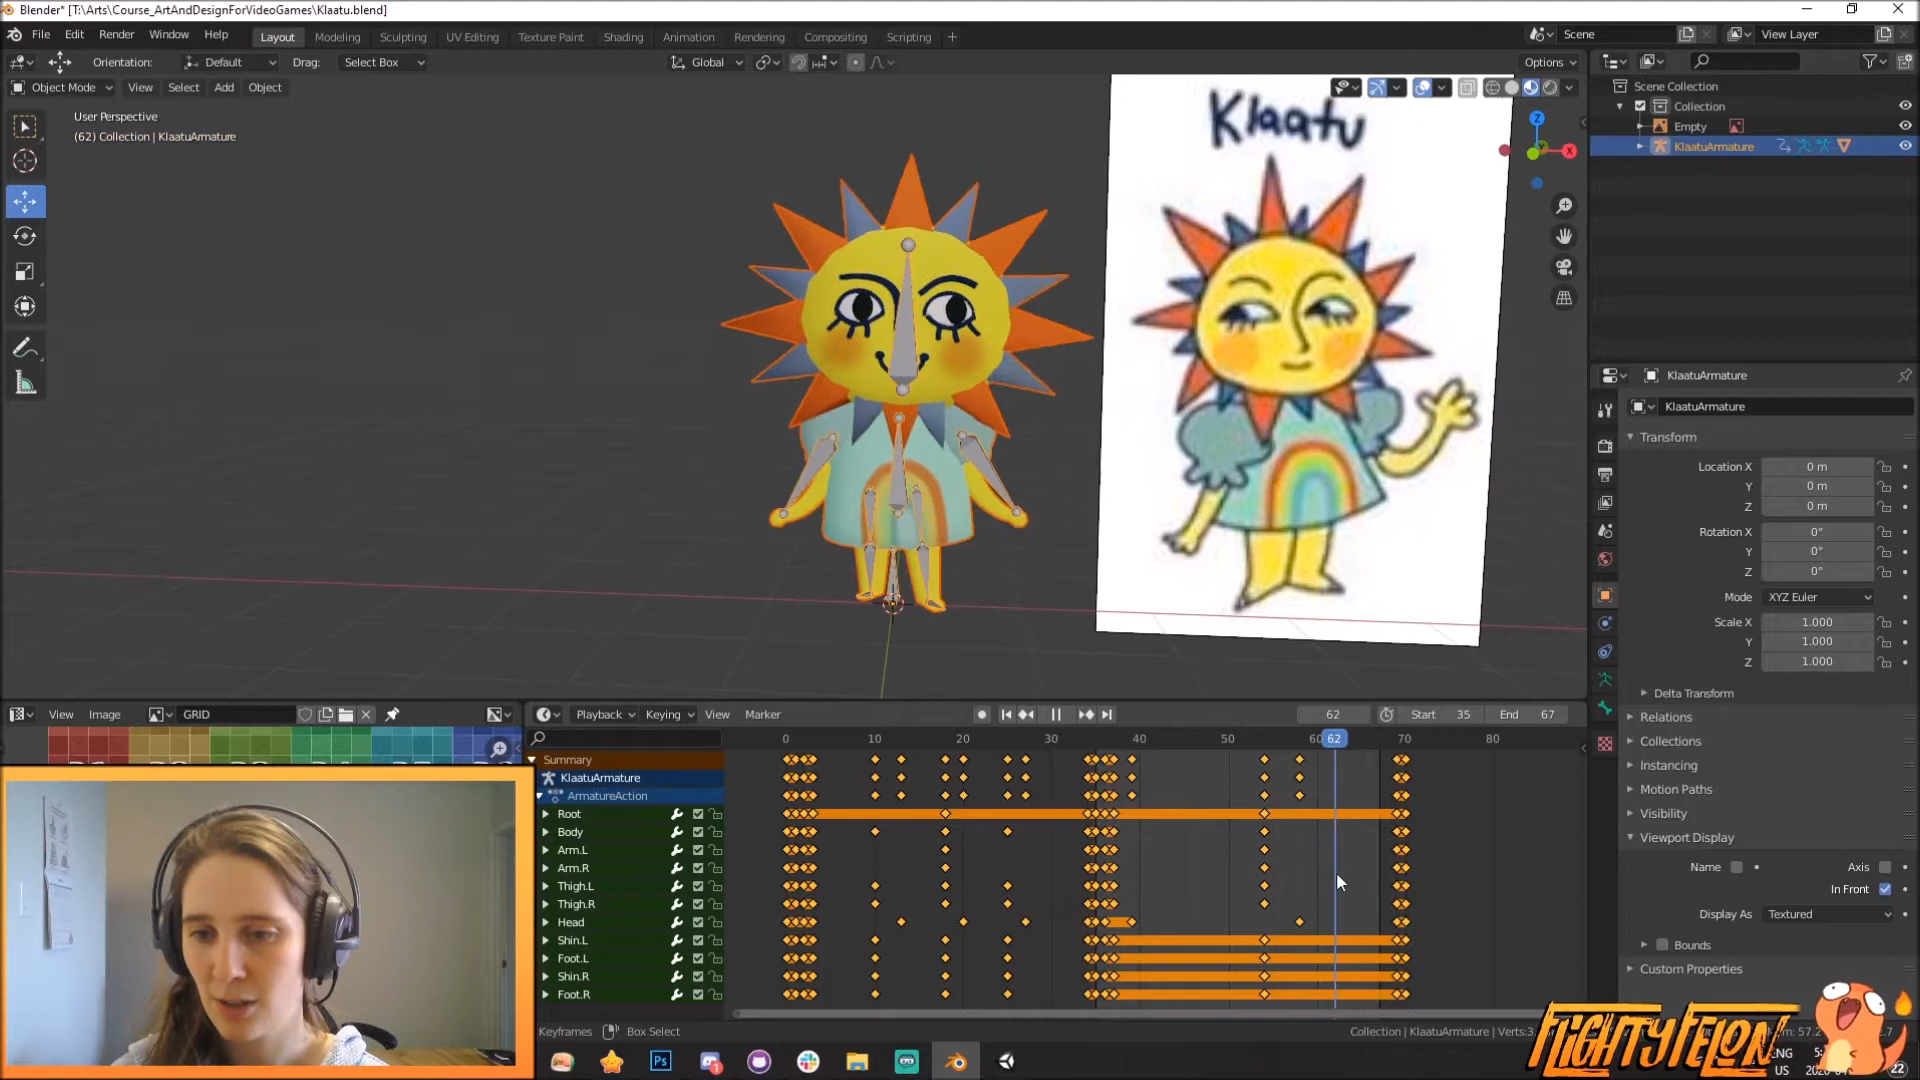 Blender* [T:\Arts\Course_ArtAndDesignForVideoGames\Klaatu.blend]
File Edit Render Window Help Layout Modeling Sculpting UV Editing Texture Paint Shading Animation Rendering Compositing Scripting + Scene View Layer
Orientation: Default Drag: Select Box Global Options
Object Mode View Select Add Object
User Perspective
(62) Collection | KlaatuArmature
Klaatu
Z
X
Y
Scene Collection
Collection
Empty
KlaatuArmature
KlaatuArmature
KlaatuArmature
Transform
Location X 0 m
Y 0 m
Z 0 m
Rotation X 0°
Y 0°
Z 0°
Mode XYZ Euler
Scale X 1.000
Y 1.000
Z 1.000
Delta Transform
Relations
Collections
Instancing
Motion Paths
Visibility
Viewport Display
Name Axis
In Front
Display As Textured
Bounds
Custom Properties
View Image GRID
Playback Keying View Marker 62 Start 35 End 67
0 10 20 30 40 50 60 62 70 80
Summary
KlaatuArmature
ArmatureAction
Root
Body
Arm.L
Arm.R
Thigh.L
Thigh.R
Head
Shin.L
Foot.L
Shin.R
Foot.R
Keyframes Box Select
Collection | KlaatuArmature | Verts:3
FLIGHTYFELON
Ps
1
ENG
US
22